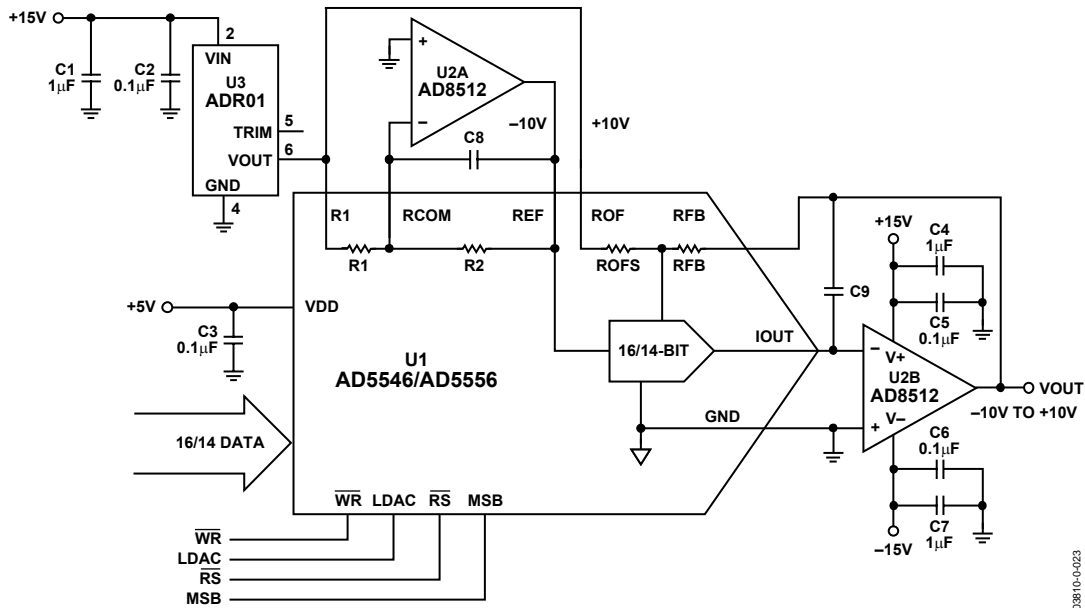 +15V
2
VIN
C1
1μF
C2
0.1μF
U3
ADR01
TRIM
5
VOUT
6
GND
4
+
U2A
AD8512
–
C8
–10V
+10V
R1
RCOM
REF
ROF
RFB
R1
R2
ROFS
RFB
+15V
C4
1μF
C5
0.1μF
C9
+5V
VDD
C3
0.1μF
U1
AD5546/AD5556
16/14-BIT
IOUT
–
V+
U2B
AD8512
VOUT
–10V TO +10V
GND
+
V–
C6
0.1μF
C7
1μF
–15V
16/14 DATA
WR LDAC RS MSB
WR
LDAC
RS
MSB
03810-0-023